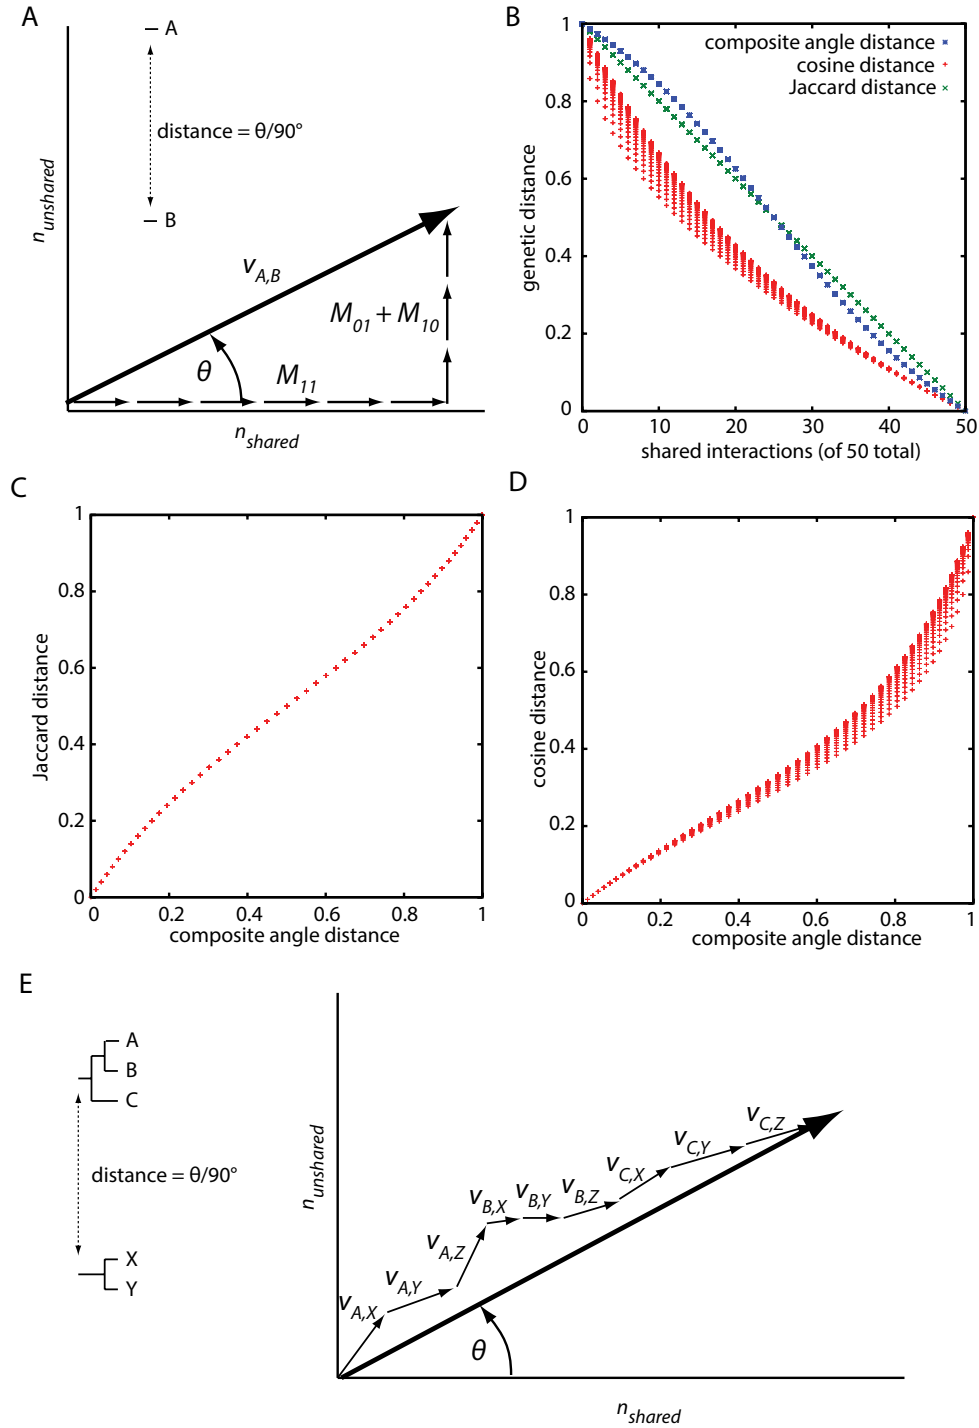 A
A
distance = θ/90°
B
n_unshared
v_A,B
M_01 + M_10
θ
M_11
n_shared
B
1
0.8
0.6
0.4
0.2
0
genetic distance
composite angle distance
cosine distance
Jaccard distance
0 10 20 30 40 50
shared interactions (of 50 total)
C
1
0.8
0.6
0.4
0.2
0
Jaccard distance
0 0.2 0.4 0.6 0.8 1
composite angle distance
D
1
0.8
0.6
0.4
0.2
0
cosine distance
0 0.2 0.4 0.6 0.8 1
composite angle distance
E
A
B
C
distance = θ/90°
X
Y
n_unshared
v_A,X
v_A,Y
v_A,Z
v_B,X
v_B,Y
v_B,Z
v_C,X
v_C,Y
v_C,Z
θ
n_shared